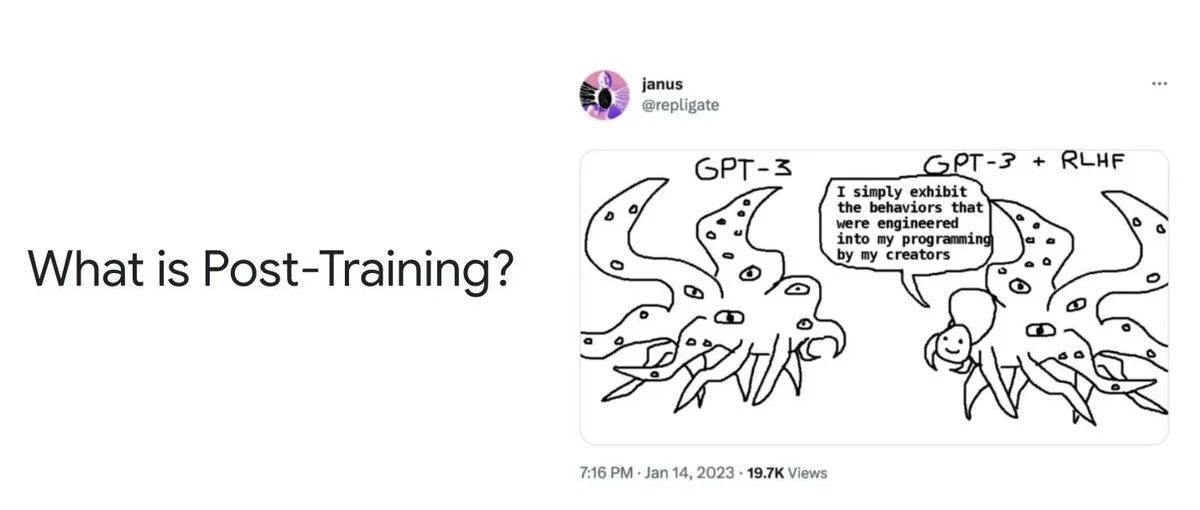 What is Post-Training?
janus
@repligate
GPT-3
GPT-3 + RLHF
I simply exhibit
the behaviors that
were engineered
into my programming
by my creators
7:16 PM · Jan 14, 2023 · 19.7K Views